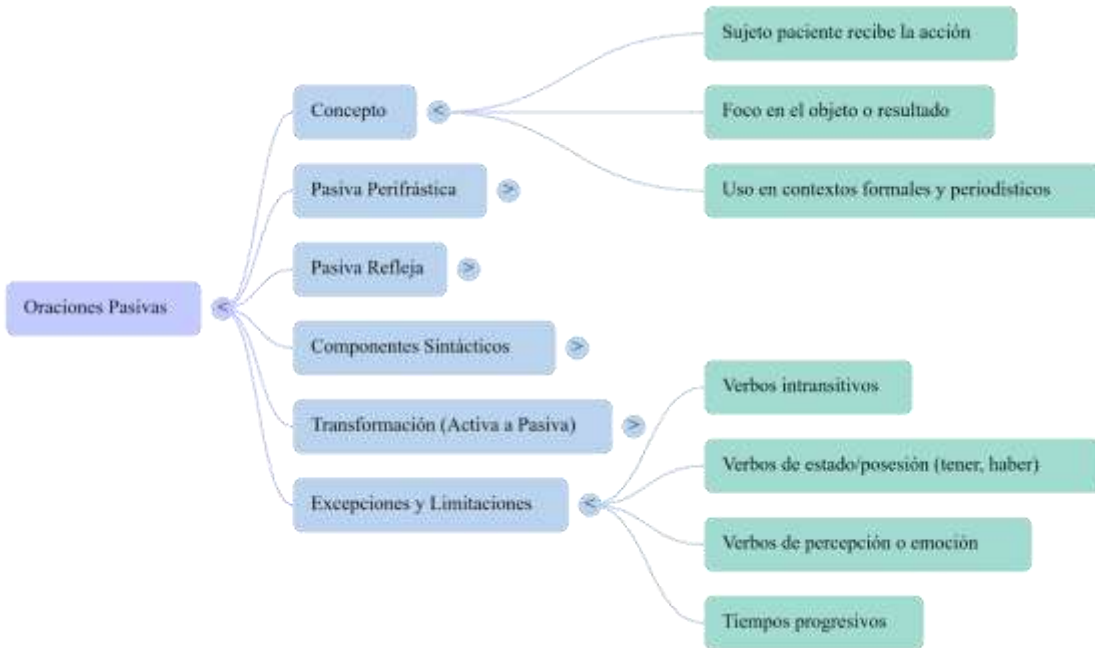 Oraciones Pasivas
Concepto
Sujeto paciente recibe la acción
Foco en el objeto o resultado
Uso en contextos formales y periodísticos
Pasiva Perifrástica
Pasiva Refleja
Componentes Sintácticos
Transformación (Activa a Pasiva)
Excepciones y Limitaciones
Verbos intransitivos
Verbos de estado/posesión (tener, haber)
Verbos de percepción o emoción
Tiempos progresivos